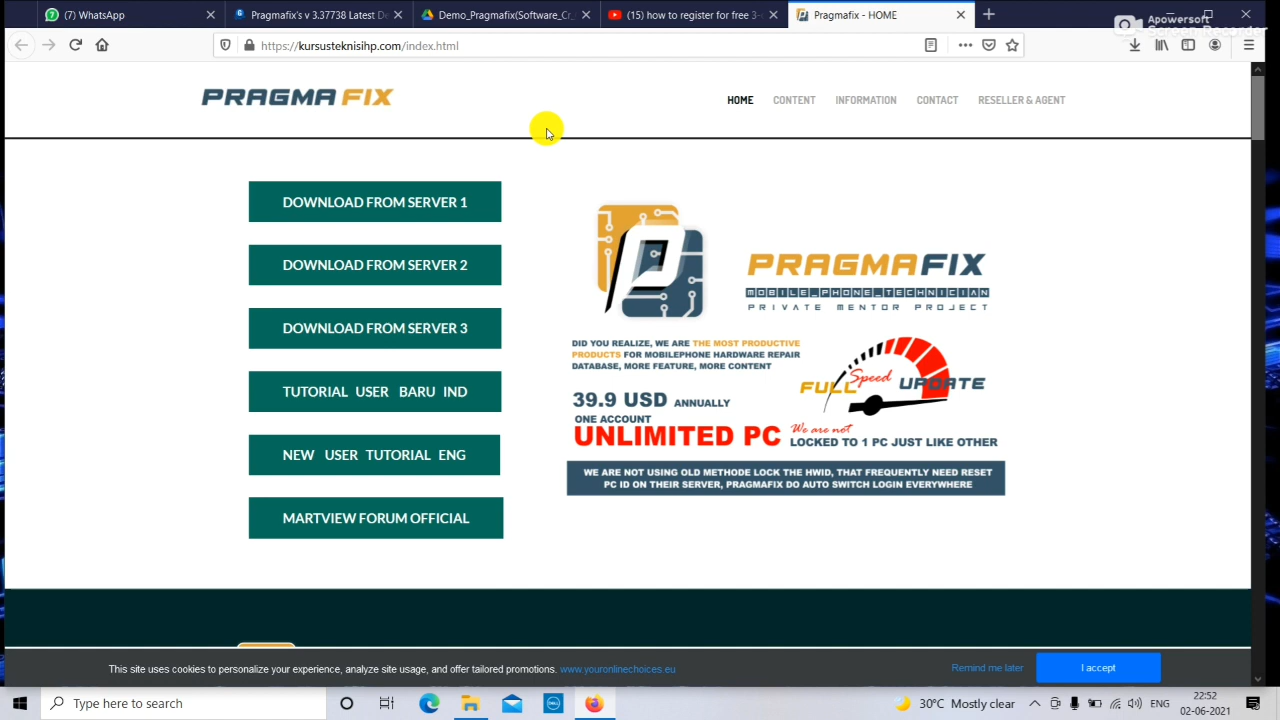 (7) Whats
Pragmafix's v 3.37738 Latest De
Demo_PragmafixSoftware_Cr
(15) how to register for free 3-
Pragmafix - HOME
Apowersoft
Screen Recorder
https://kursusteknisihp.com/index.html
PRAGMA FIX
HOME
CONTENT
INFORMATION
CONTACT
RESELLER & AGENT
DOWNLOAD FROM SERVER 1
DOWNLOAD FROM SERVER 2
DOWNLOAD FROM SERVER 3
TUTORIAL USER BARU IND
NEW USER TUTORIAL ENG
MARTVIEW FORUM OFFICIAL
PRAGMAFIX
MOBILE_PHONE_TECHNICIAN
PRIVATE MENTOR PROJECT
DID YOU REALIZE, WE ARE THE MOST PRODUCTIVE
PRODUCTS FOR MOBILEPHONE HARDWARE REPAIR
DATABASE, MORE FEATURE, MORE CONTENT
FULL Speed UPDATE
39.9 USD ANNUALLY
ONE ACCOUNT
UNLIMITED PC
We are not
LOCKED TO 1 PC JUST LIKE OTHER
WE ARE NOT USING OLD METHODE LOCK THE HWID, THAT FREQUENTLY NEED RESET
PC ID ON THEIR SERVER, PRAGMAFIX DO AUTO SWITCH LOGIN EVERYWHERE
This site uses cookies to personalize your experience, analyze site usage, and offer tailored promotions. www.youronlinechoices.eu
Remind me later
I accept
Type here to search
DELL
30°C Mostly clear
22:52
02-06-2021